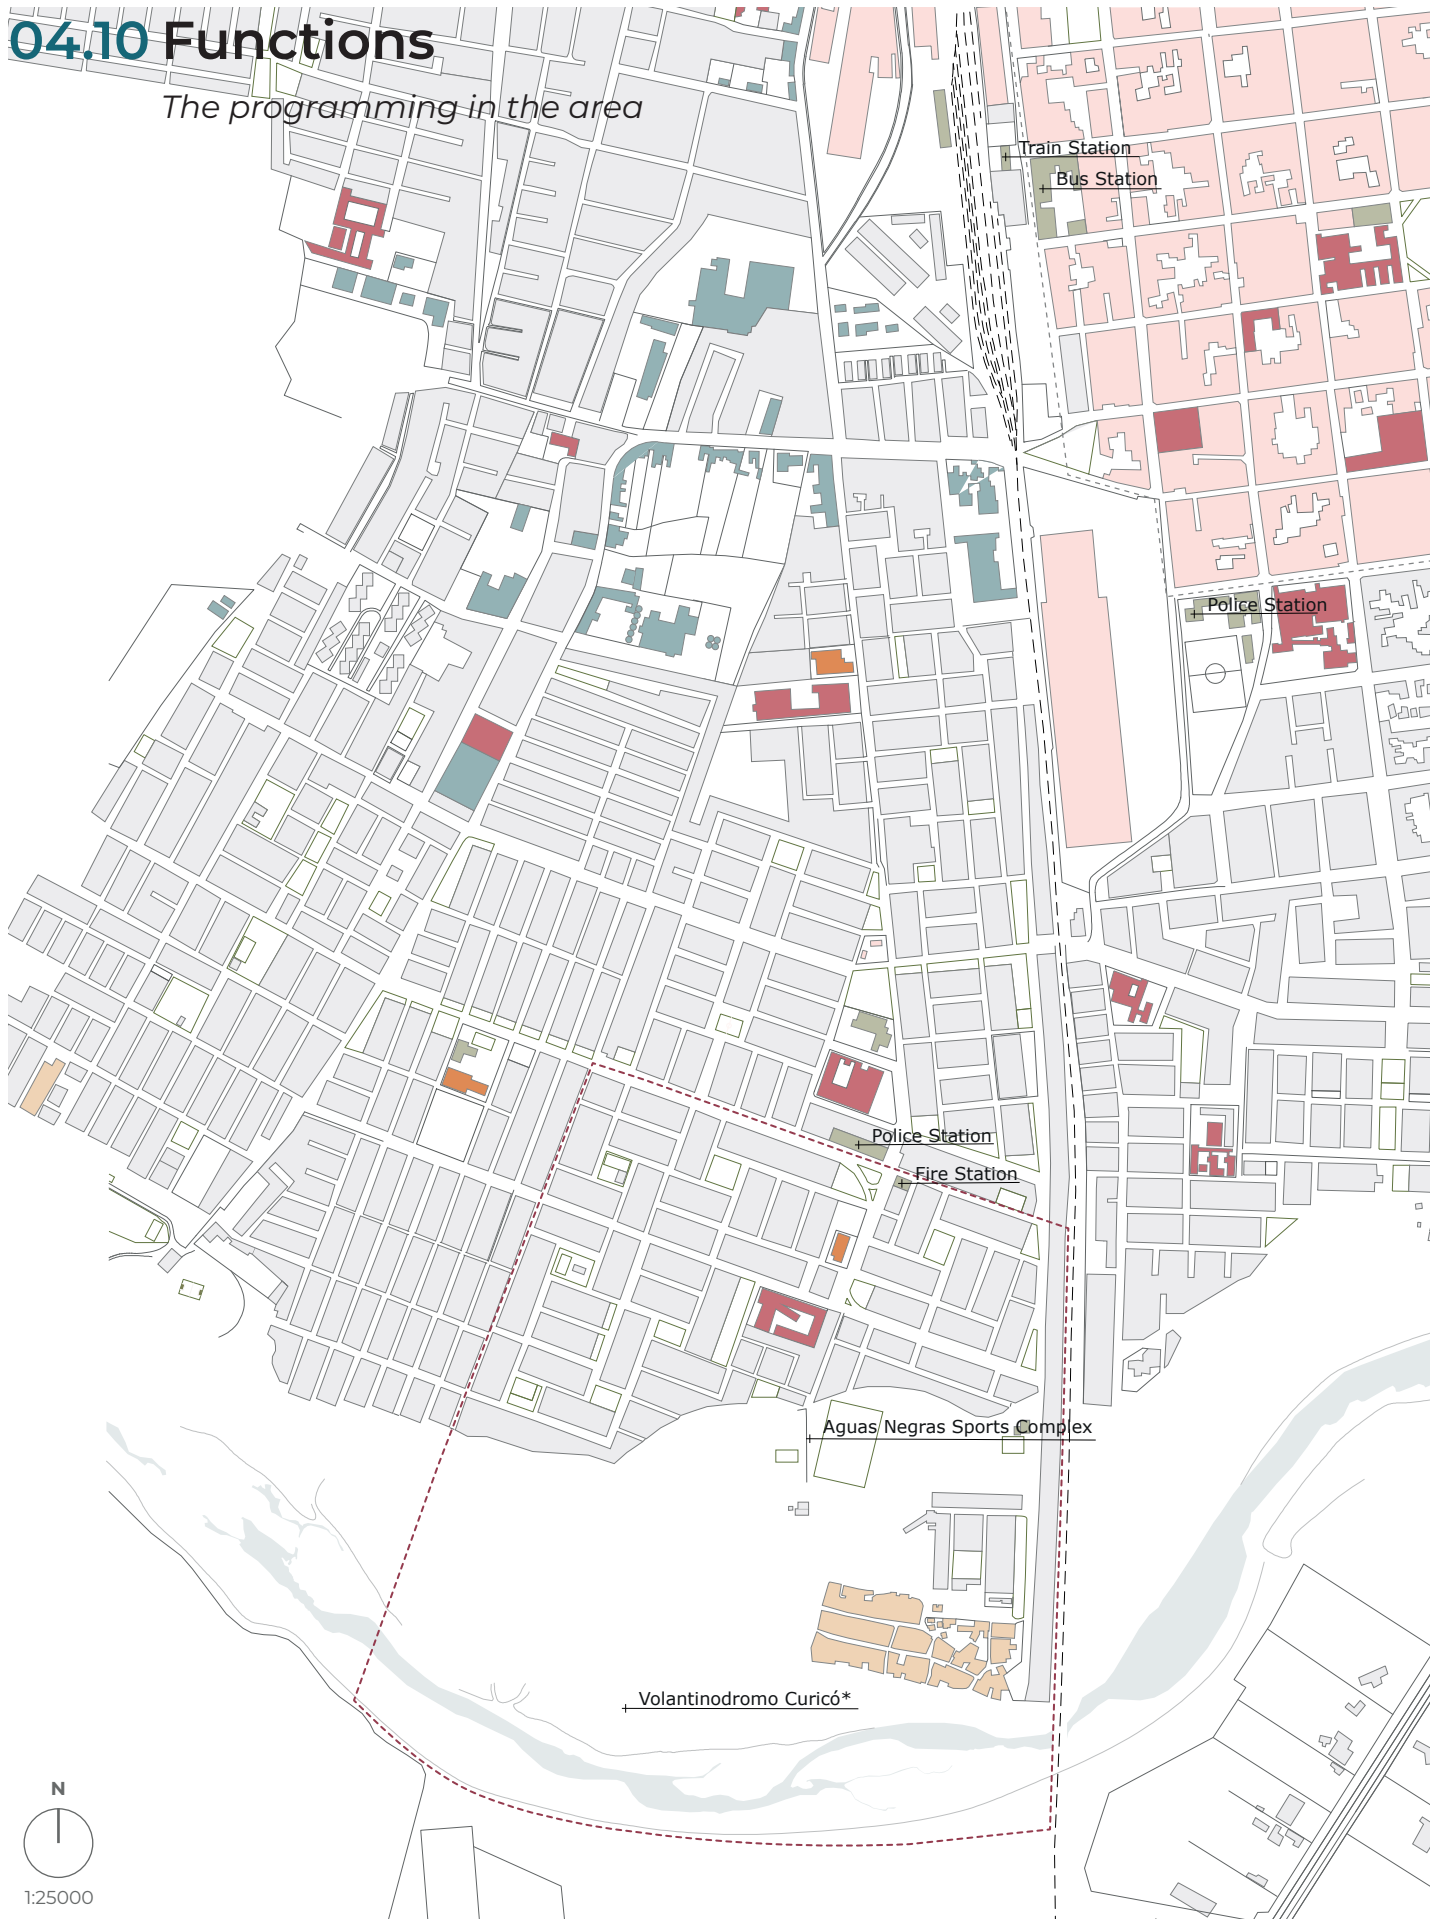 04.10 Functions
The programming in the area
Train Station
Bus Station
Police Station
Police Station
Fire Station
Aguas Negras Sports Complex
Volantinodromo Curicó*
N
1:25000